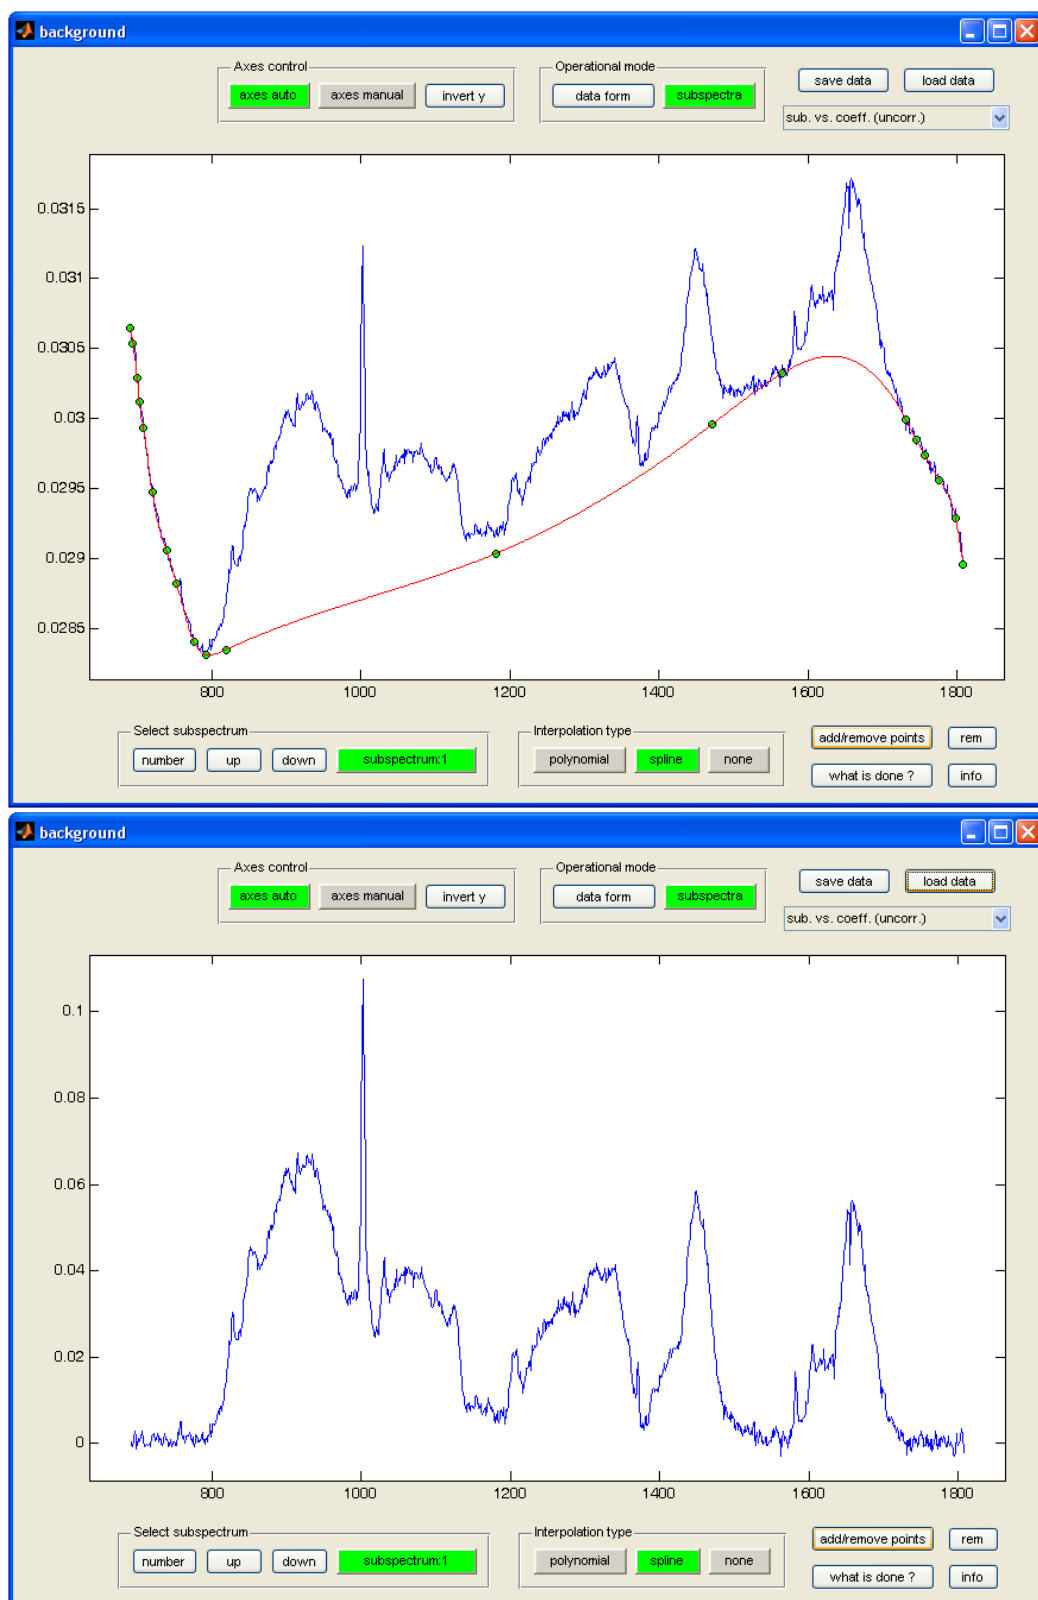 background
Axes control
axes auto
axes manual
invert y
Operational mode
data form
subspectra
save data
load data
sub. vs. coeff. (uncorr.)
0.0315
0.031
0.0305
0.03
0.0295
0.029
0.0285
800
1000
1200
1400
1600
1800
Select subspectrum
number
up
down
subspectrum:1
Interpolation type
polynomial
spline
none
add/remove points
rem
what is done ?
info
background
Axes control
axes auto
axes manual
invert y
Operational mode
data form
subspectra
save data
load data
sub. vs. coeff. (uncorr.)
0.1
0.08
0.06
0.04
0.02
0
800
1000
1200
1400
1600
1800
Select subspectrum
number
up
down
subspectrum:1
Interpolation type
polynomial
spline
none
add/remove points
rem
what is done ?
info